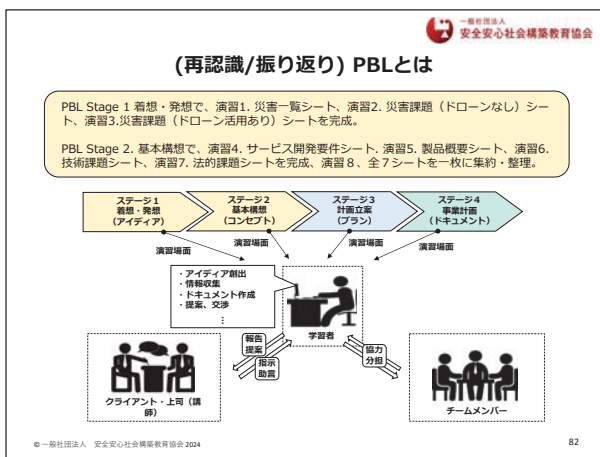 一般社団法人
安全安心社会構築教育協会
(再認識/振り返り) PBLとは
PBL Stage 1 着想・発想で、演習1. 災害一覧シート、演習2. 災害課題（ドローンなし）シー
ト、演習3.災害課題（ドローン活用あり）シートを完成。
PBL Stage 2. 基本構想で、演習4. サービス開発要件シート. 演習5. 製品概要シート、演習6.
技術課題シート、演習7. 法的課題シートを完成、演習８、全７シートを一枚に集約・整理。
ステージ１
着想・発想
（アイディア）
ステージ２
基本構想
（コンセプト）
ステージ３
計画立案
（プラン）
ステージ４
事業計画
（ドキュメント）
演習場面
演習場面
演習場面
演習場面
・アイディア創出
・情報収集
・ドキュメント作成
・提案、交渉
⋮
学習者
報告
提案
指示
助言
協力
分担
クライアント・上司（講
師）
チームメンバー
© 一般社団法人 安全安心社会構築教育協会 2024
82